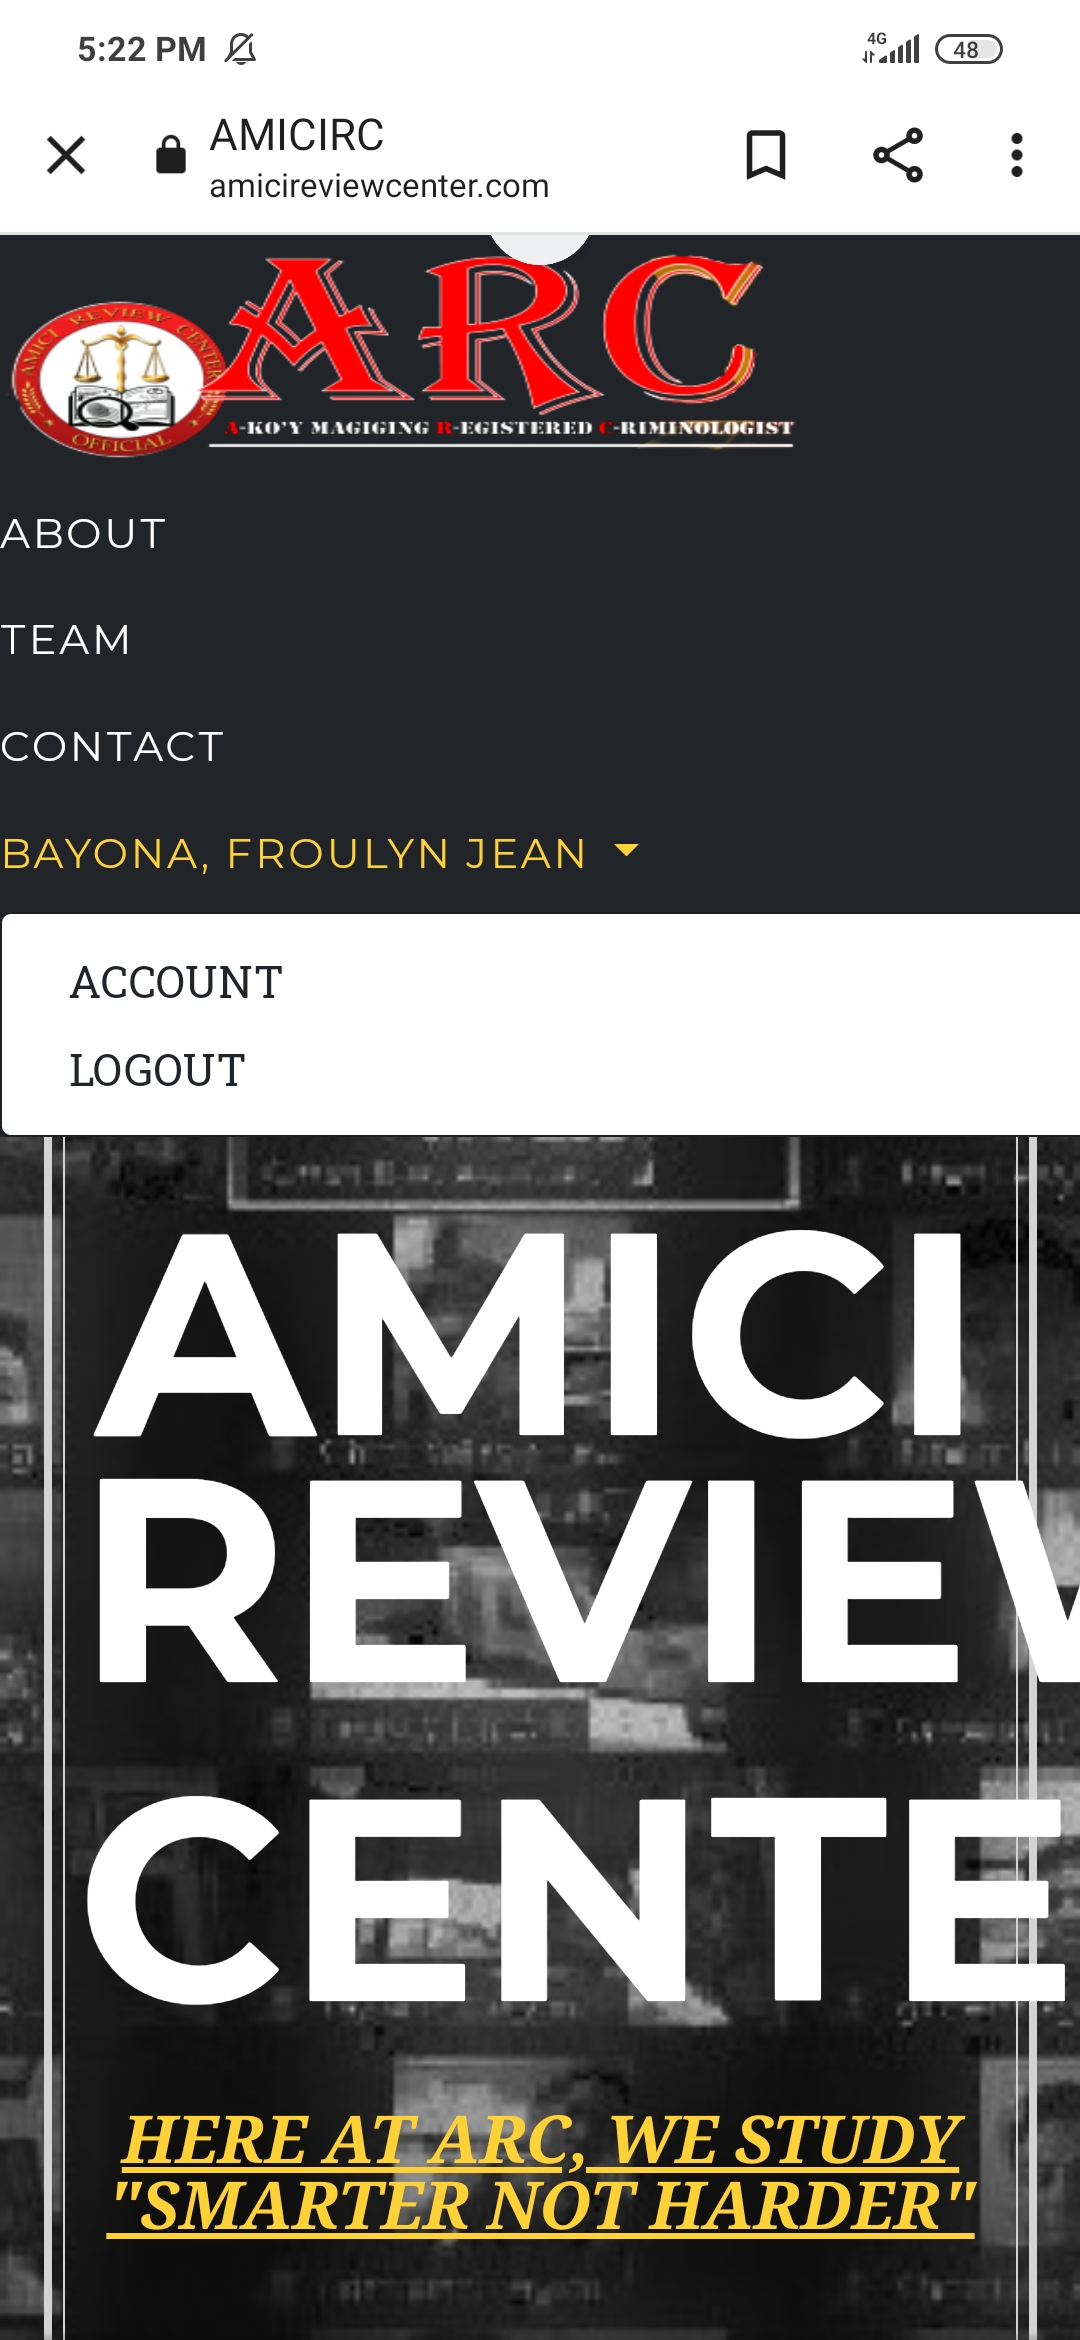 5:22 PM
4G
48
AMICIRC
amicireviewcenter.com
ARC
AMICI REVIEW CENTER
OFFICIAL
A-KO'Y MAGIGING R-EGISTERED C-RIMINOLOGIST
ABOUT
TEAM
CONTACT
BAYONA, FROULYN JEAN
ACCOUNT
LOGOUT
AMICI
REVIEW
CENTE
HERE AT ARC, WE STUDY
"SMARTER NOT HARDER"